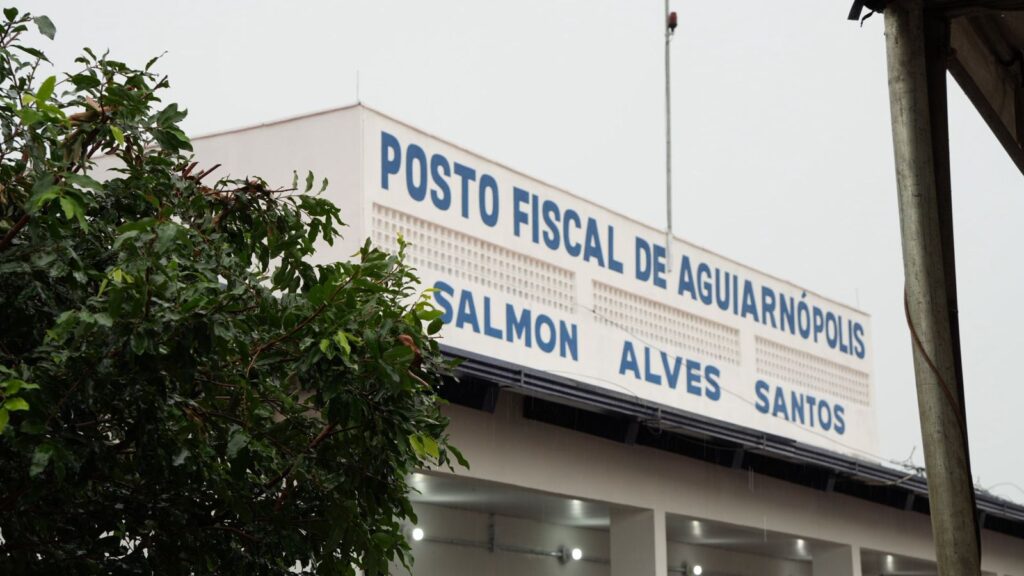 POSTO FISCAL DE AGUIARNÓPOLIS
SALMON ALVES SANTOS